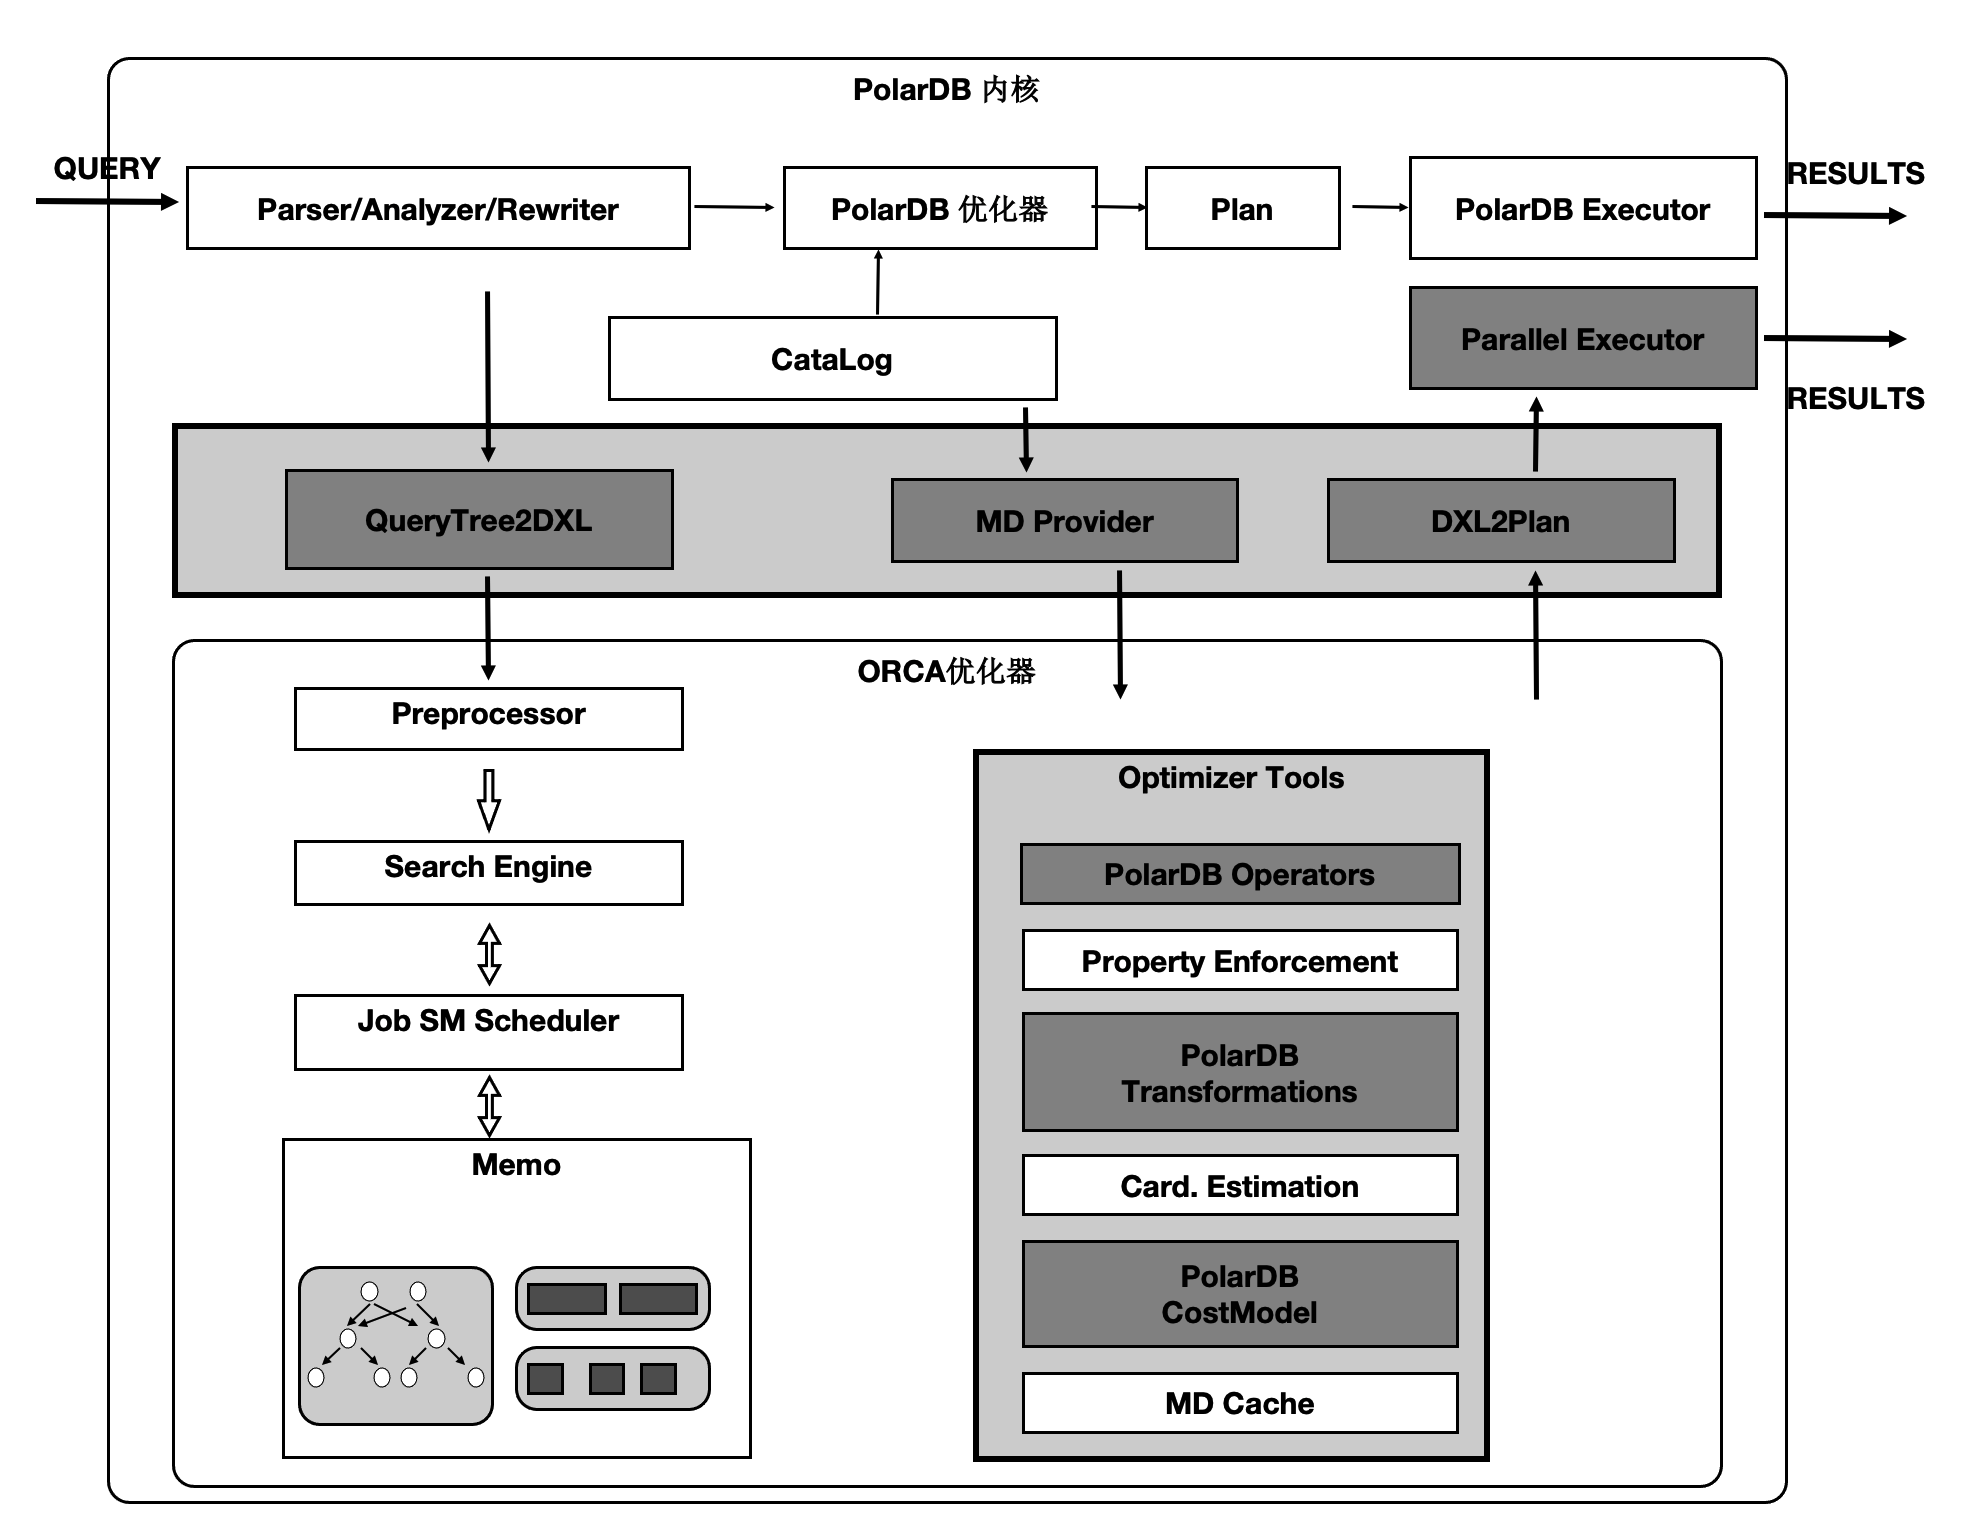 PolarDB 内核
QUERY
Parser/Analyzer/Rewriter
PolarDB 优化器
Plan
PolarDB Executor
RESULTS
CataLog
Parallel Executor
RESULTS
QueryTree2DXL
MD Provider
DXL2Plan
ORCA优化器
Preprocessor
Search Engine
Job SM Scheduler
Memo
Optimizer Tools
PolarDB Operators
Property Enforcement
PolarDB
Transformations
Card. Estimation
PolarDB
CostModel
MD Cache